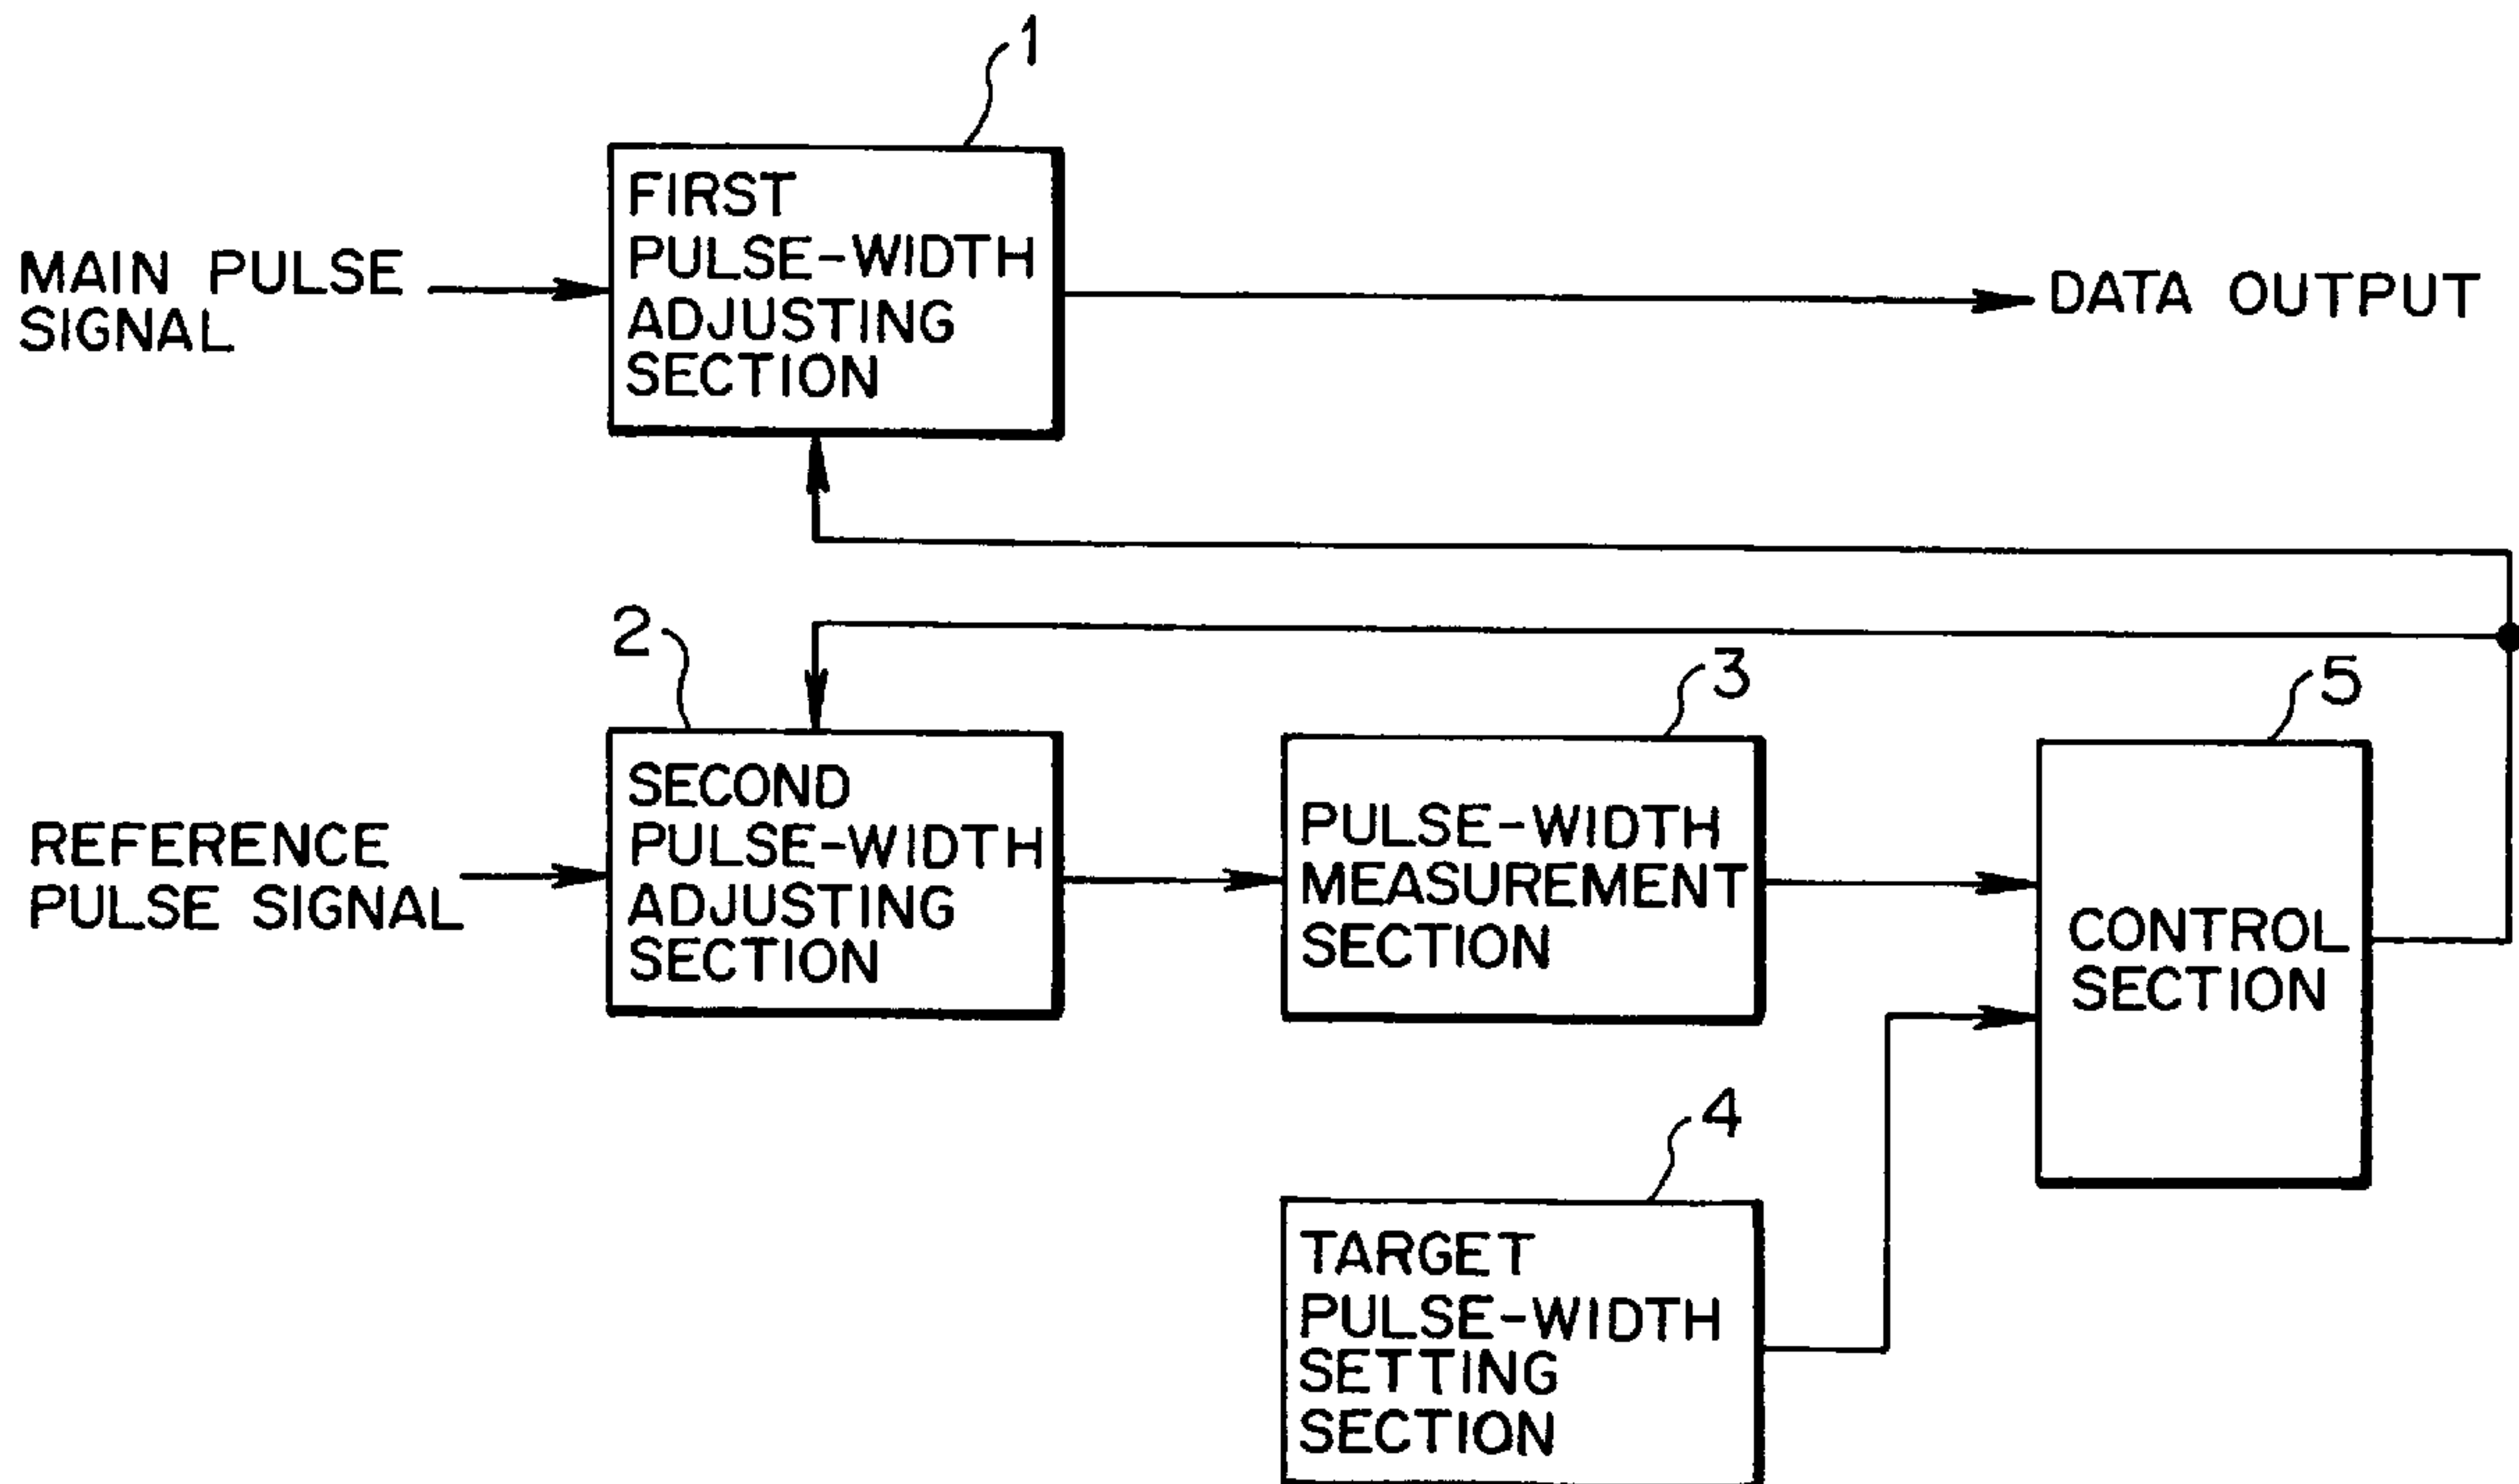 1
FIRST
PULSE-WIDTH
ADJUSTING
SECTION
MAIN PULSE
SIGNAL
DATA OUTPUT
2
3
5
SECOND
PULSE-WIDTH
ADJUSTING
SECTION
REFERENCE
PULSE SIGNAL
PULSE-WIDTH
MEASUREMENT
SECTION
CONTROL
SECTION
4
TARGET
PULSE-WIDTH
SETTING
SECTION